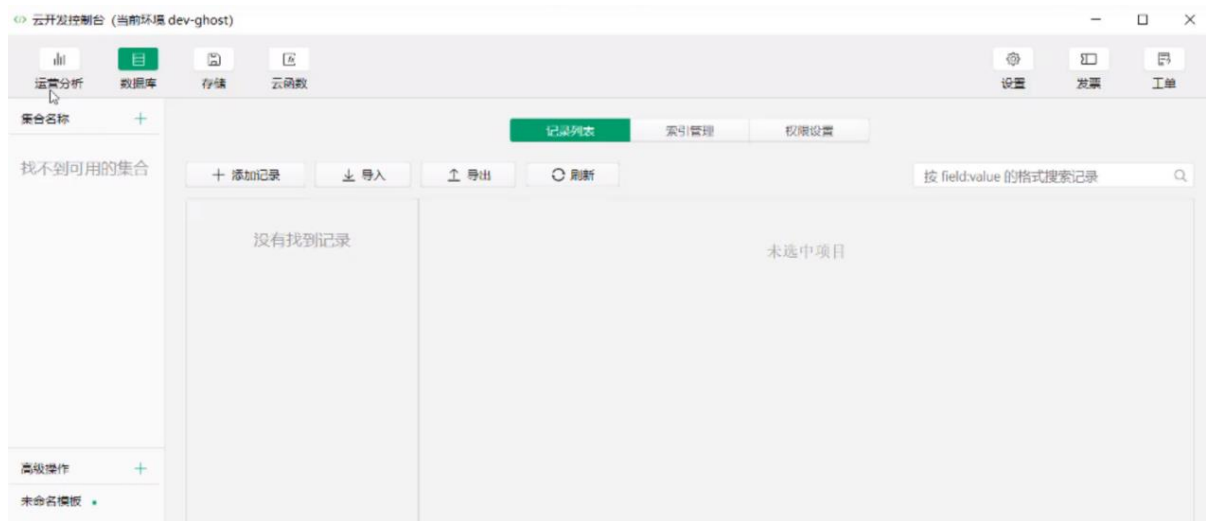 云开发控制台 (当前环境 dev-ghost)
运营分析 数据库 存储 云函数 设置 发票 工单
集合名称
记录列表 索引管理 权限设置
找不到可用的集合
添加记录 导入 导出 刷新 按 field:value 的格式搜索记录
没有找到记录
未选中项目
高级操作
未命名模板